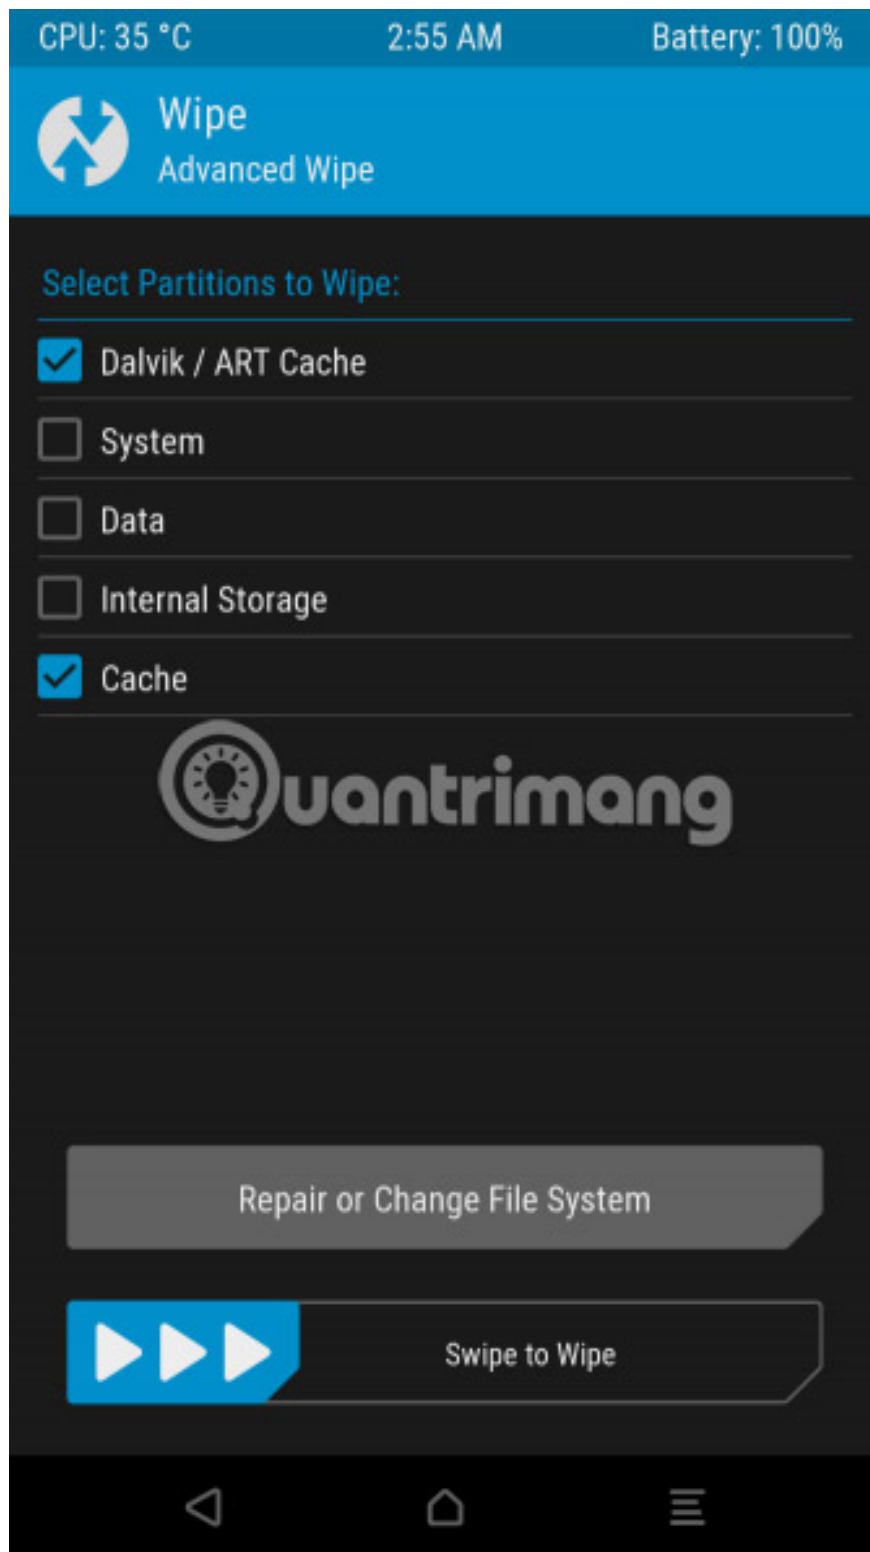 CPU: 35 °C 2:55 AM Battery: 100%
Wipe
Advanced Wipe
Select Partitions to Wipe:
Dalvik / ART Cache
System
Data
Internal Storage
Cache
Quantrimang
Repair or Change File System
Swipe to Wipe